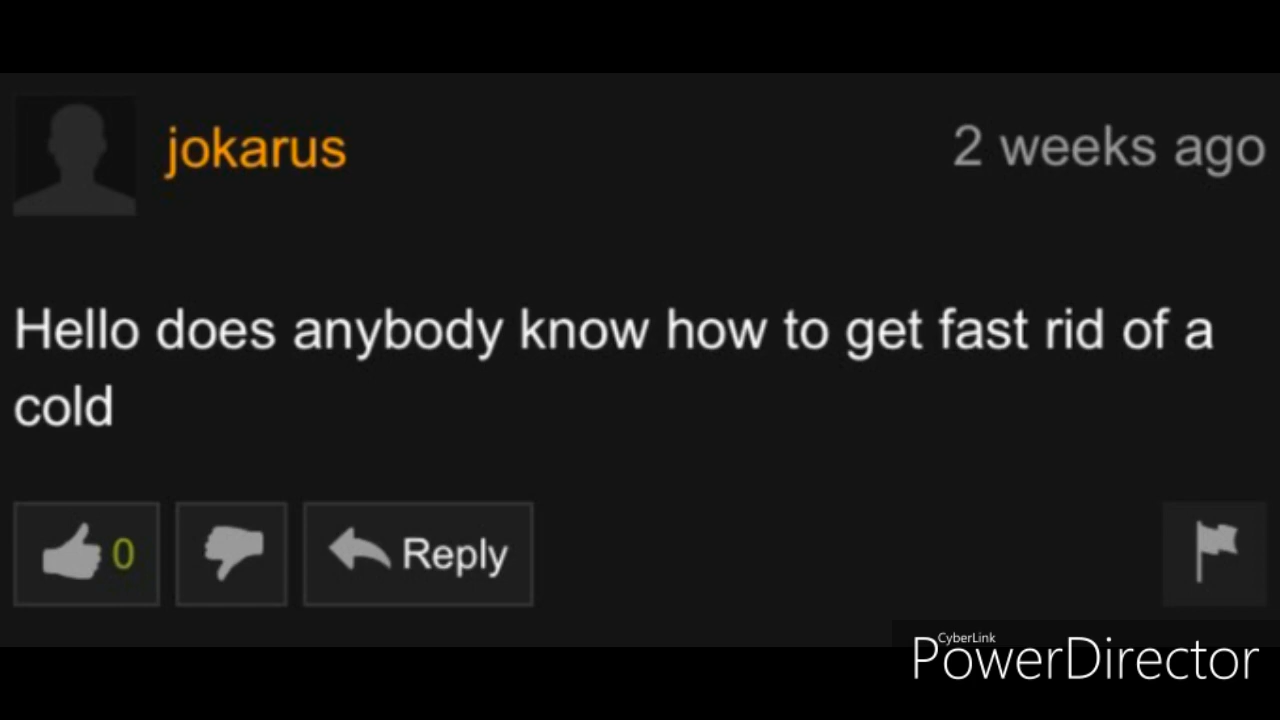 jokarus
2 weeks ago
Hello does anybody know how to get fast rid of a
cold
0
Reply
CyberLink
PowerDirector